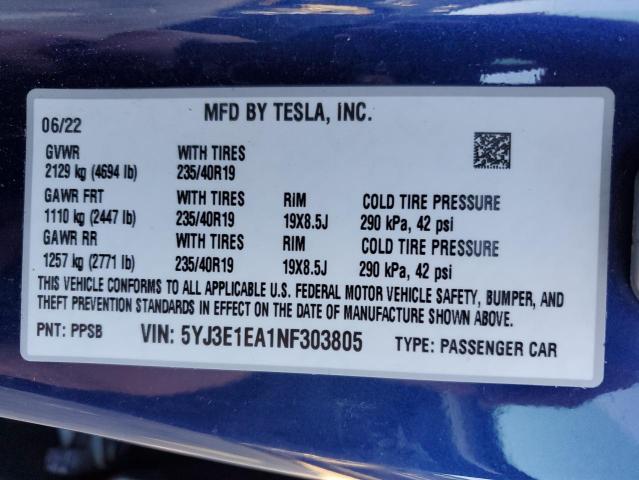 MFD BY TESLA, INC.
06/22
GVWR WITH TIRES
2129 kg (4694 lb) 235/40R19
GAWR FRT WITH TIRES RIM COLD TIRE PRESSURE
1110 kg (2447 lb) 235/40R19 19X8.5J 290 kPa, 42 psi
GAWR RR WITH TIRES RIM COLD TIRE PRESSURE
1257 kg (2771 lb) 235/40R19 19X8.5J 290 kPa, 42 psi
THIS VEHICLE CONFORMS TO ALL APPLICABLE U.S. FEDERAL MOTOR VEHICLE SAFETY, BUMPER, AND
THEFT PREVENTION STANDARDS IN EFFECT ON THE DATE OF MANUFACTURE SHOWN ABOVE.
PNT: PPSB VIN: 5YJ3E1EA1NF303805 TYPE: PASSENGER CAR